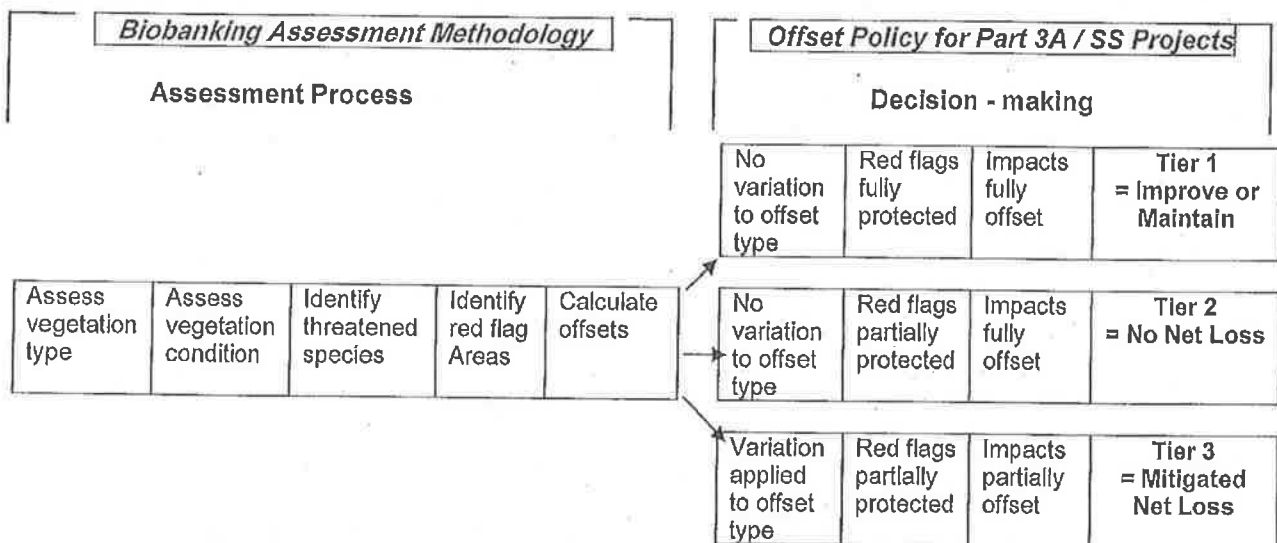 Biobanking Assessment Methodology
Assessment Process
Offset Policy for Part 3A / SS Projects
Decision - making
Assess
vegetation
type
Assess
vegetation
condition
Identify
threatened
species
Identify
red flag
Areas
Calculate
offsets
No
variation
to offset
type
Red flags
fully
protected
Impacts
fully
offset
Tier 1
= Improve or
Maintain
No
variation
to offset
type
Red flags
partially
protected
Impacts
fully
offset
Tier 2
= No Net Loss
Variation
applied
to offset
type
Red flags
partially
protected
Impacts
partially
offset
Tier 3
= Mitigated
Net Loss